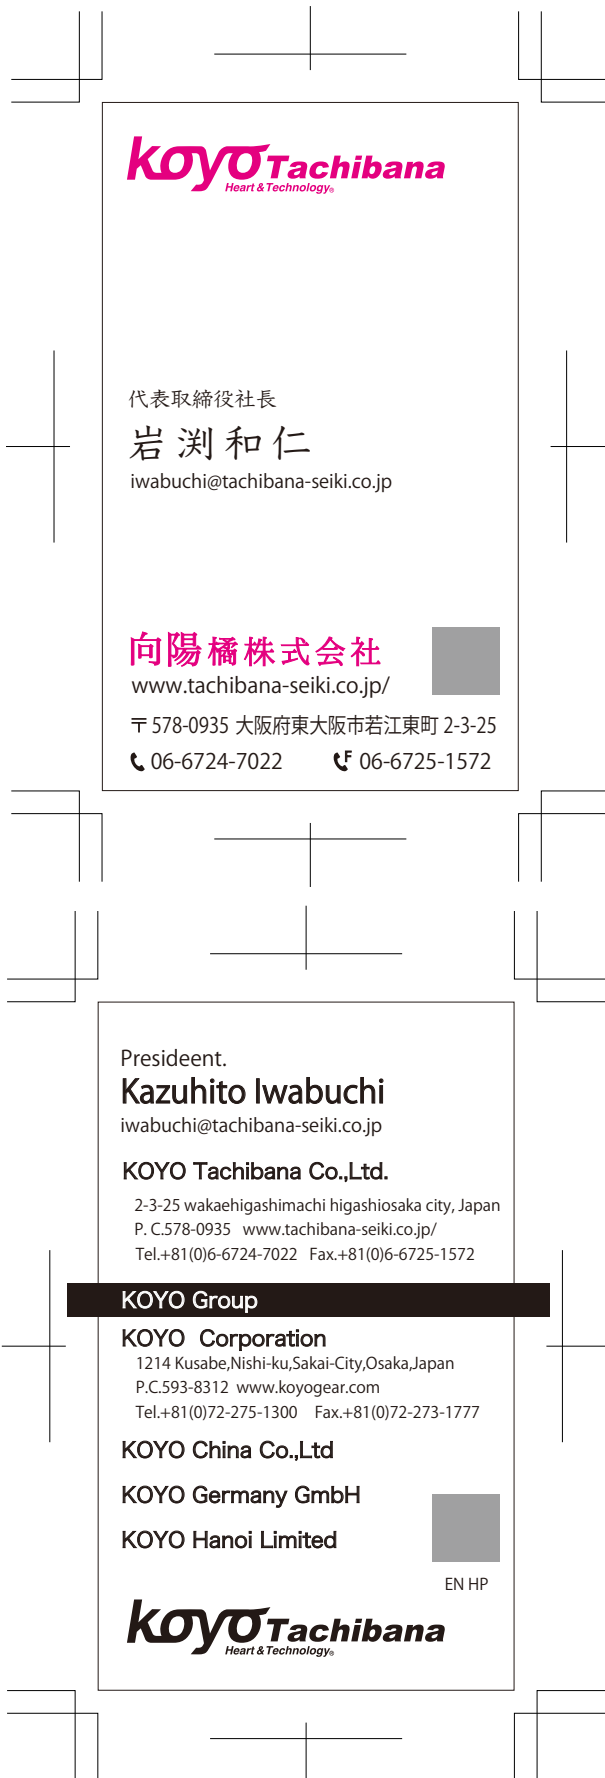 koyo Tachibana
Heart & Technology®
代表取締役社長
岩渕和仁
iwabuchi@tachibana-seiki.co.jp
向陽橘株式会社
www.tachibana-seiki.co.jp/
〒578-0935 大阪府東大阪市若江東町 2-3-25
06-6724-7022 F 06-6725-1572
Presideent.
Kazuhito Iwabuchi
iwabuchi@tachibana-seiki.co.jp
KOYO Tachibana Co.,Ltd.
2-3-25 wakaehigashimachi higashiosaka city, Japan
P. C.578-0935 www.tachibana-seiki.co.jp/
Tel.+81(0)6-6724-7022 Fax.+81(0)6-6725-1572
KOYO Group
KOYO Corporation
1214 Kusabe,Nishi-ku,Sakai-City,Osaka,Japan
P.C.593-8312 www.koyogear.com
Tel.+81(0)72-275-1300 Fax.+81(0)72-273-1777
KOYO China Co.,Ltd
KOYO Germany GmbH
KOYO Hanoi Limited
EN HP
koyo Tachibana
Heart & Technology®